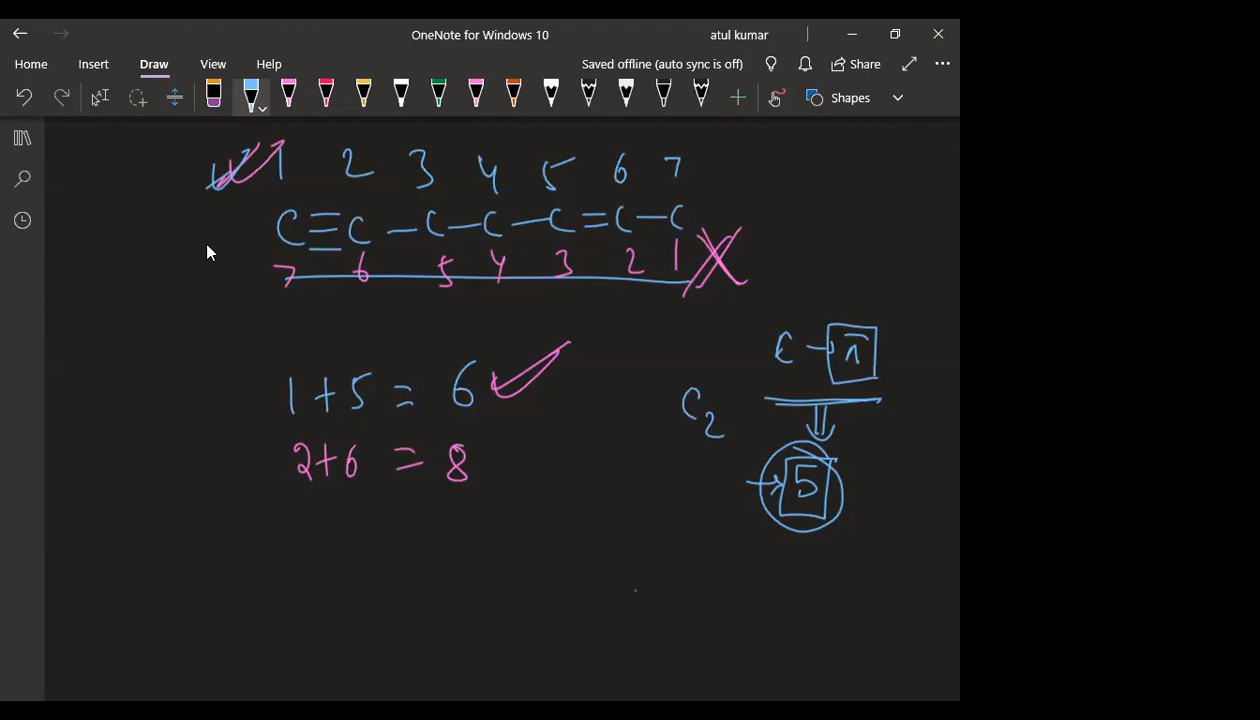 OneNote for Windows 10
atul kumar
Home Insert Draw View Help
Saved offline (auto sync is off)
Share
Shapes
1 2 3 4 5 6 7
C≡C—C—C—C=C—C
7 6 5 4 3 2 1
1+5=6
2+6=8
C2
5